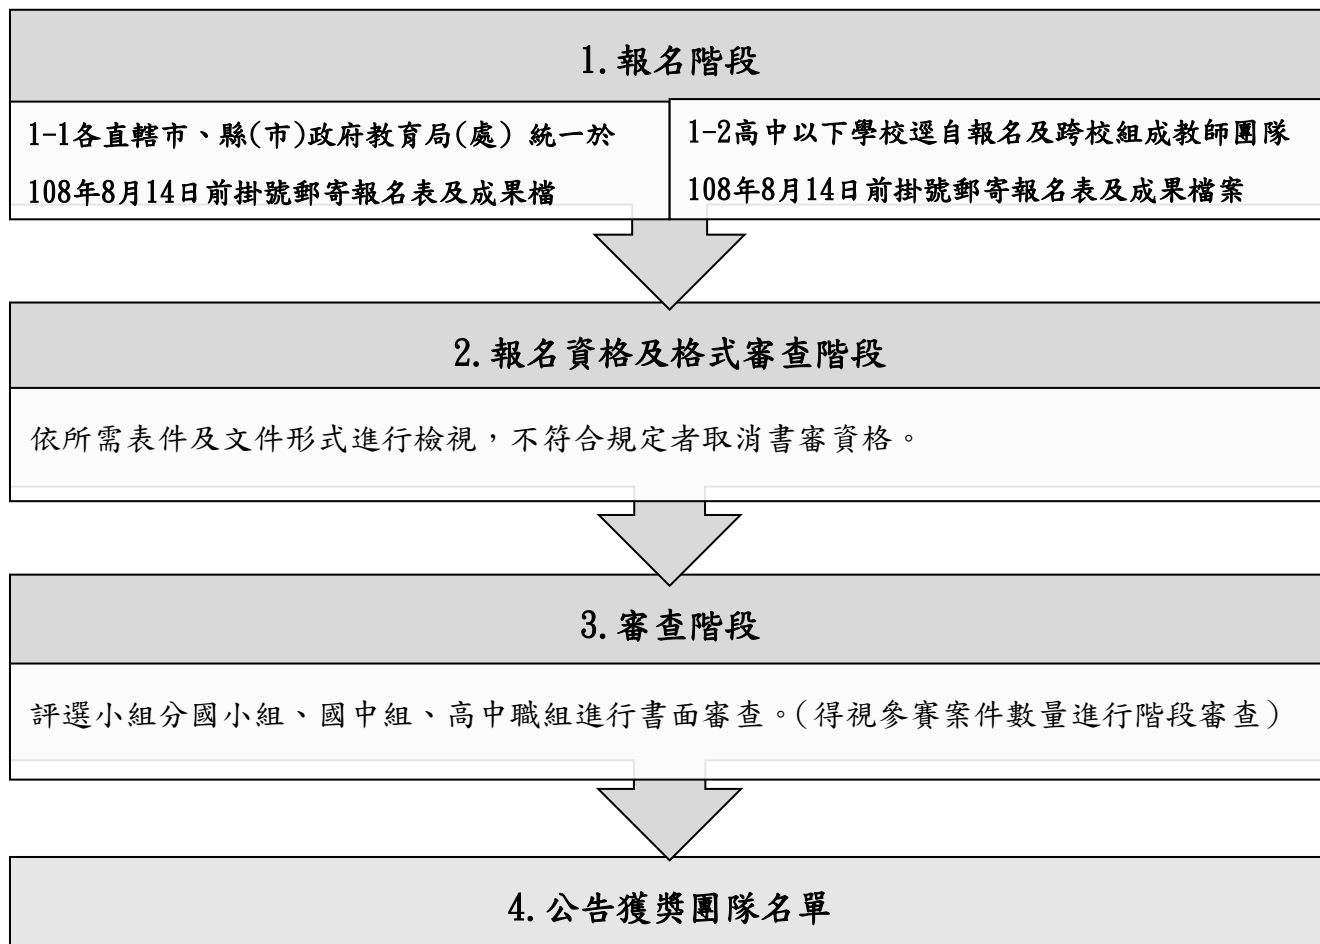 1.報名階段
1-1各直轄市、縣(市)政府教育局(處) 統一於
108年8月14日前掛號郵寄報名表及成果檔
1-2高中以下學校逕自報名及跨校組成教師團隊
108年8月14日前掛號郵寄報名表及成果檔案
2.報名資格及格式審查階段
依所需表件及文件形式進行檢視，不符合規定者取消書審資格。
3.審查階段
評選小組分國小組、國中組、高中職組進行書面審查。(得視參賽案件數量進行階段審查)
4.公告獲獎團隊名單